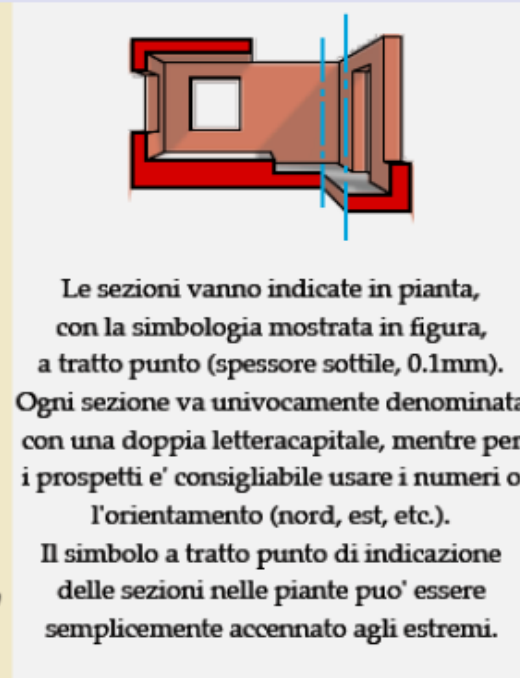 Le sezioni vanno indicate in pianta,
con la simbologia mostrata in figura,
a tratto punto (spessore sottile, 0.1mm).
Ogni sezione va univocamente denominata
con una doppia letteracapitale, mentre per
i prospetti e' consigliabile usare i numeri o
l'orientamento (nord, est, etc.).
Il simbolo a tratto punto di indicazione
delle sezioni nelle piante puo' essere
semplicemente accennato agli estremi.